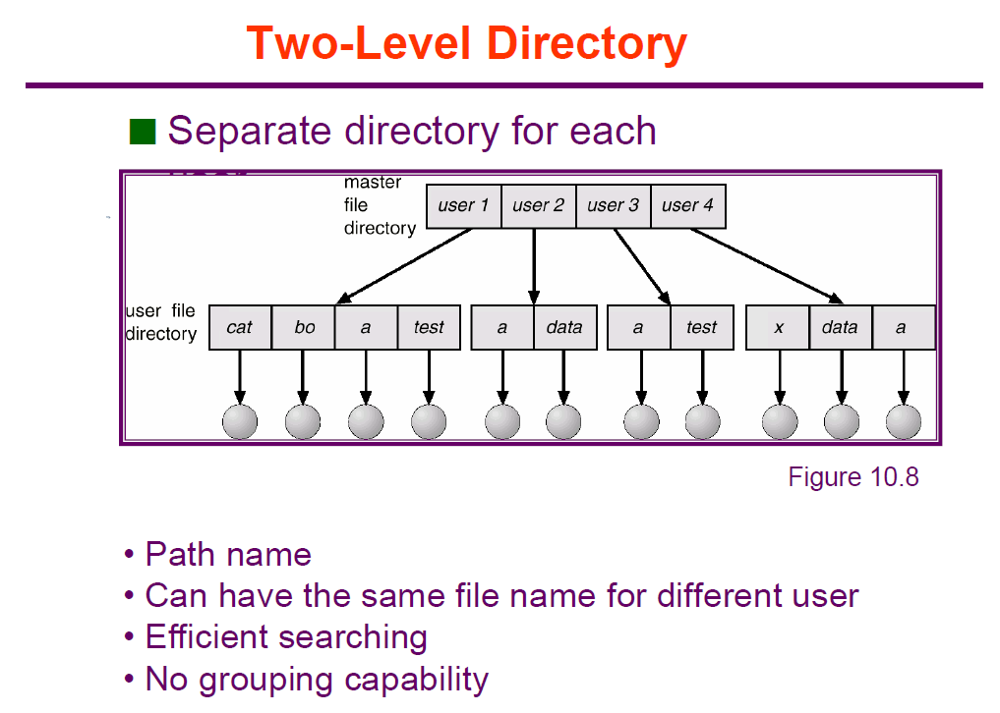 Two-Level Directory
■ Separate directory for each
master
file
directory
user 1 user 2 user 3 user 4
user file
directory
cat bo a test a data a test x data a
Figure 10.8
• Path name
• Can have the same file name for different user
• Efficient searching
• No grouping capability